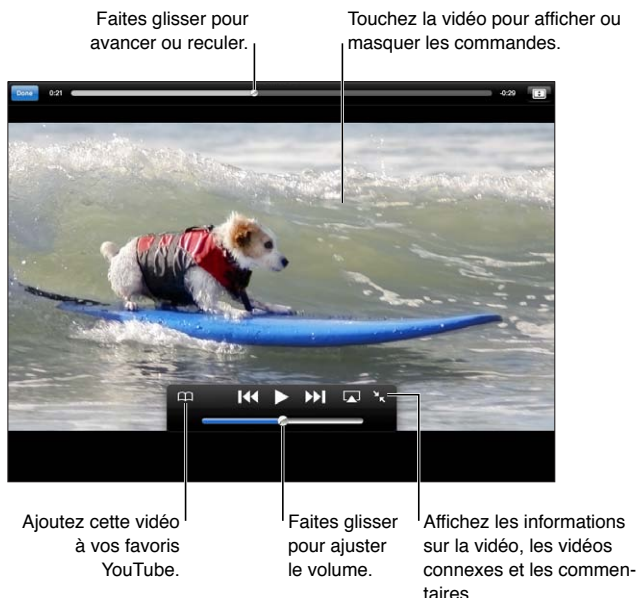 Faites glisser pour
avancer ou reculer.
Touchez la vidéo pour afficher ou
masquer les commandes.
Done
0:21
-0:29
Ajoutez cette vidéo
à vos favoris
YouTube.
Faites glisser
pour ajuster
le volume.
Affichez les informations
sur la vidéo, les vidéos
connexes et les commen-
taires.